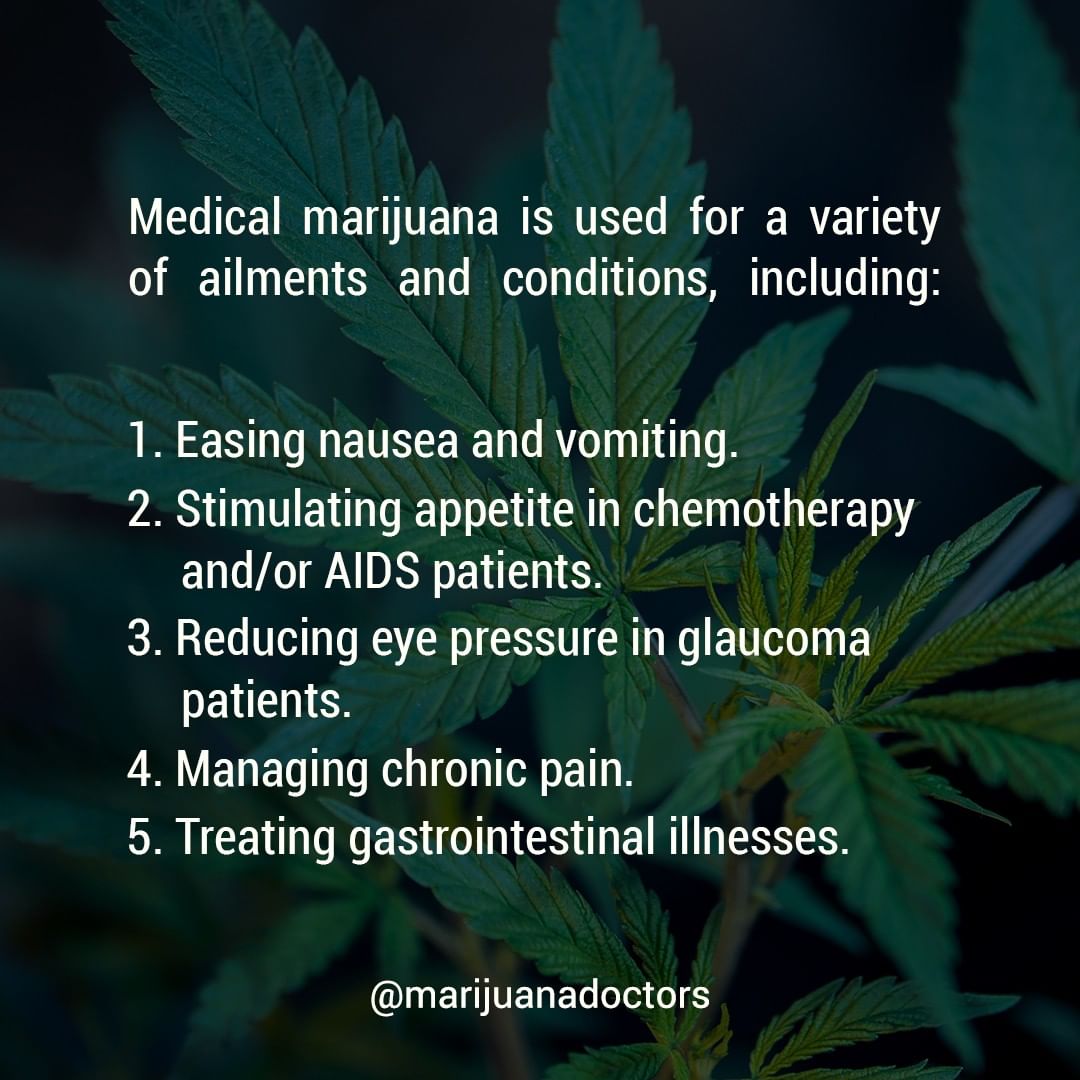 Medical marijuana is used for a variety
of ailments and conditions, including:
1. Easing nausea and vomiting.
2. Stimulating appetite in chemotherapy
and/or AIDS patients.
3. Reducing eye pressure in glaucoma
patients.
4. Managing chronic pain.
5. Treating gastrointestinal illnesses.
@marijuanadoctors